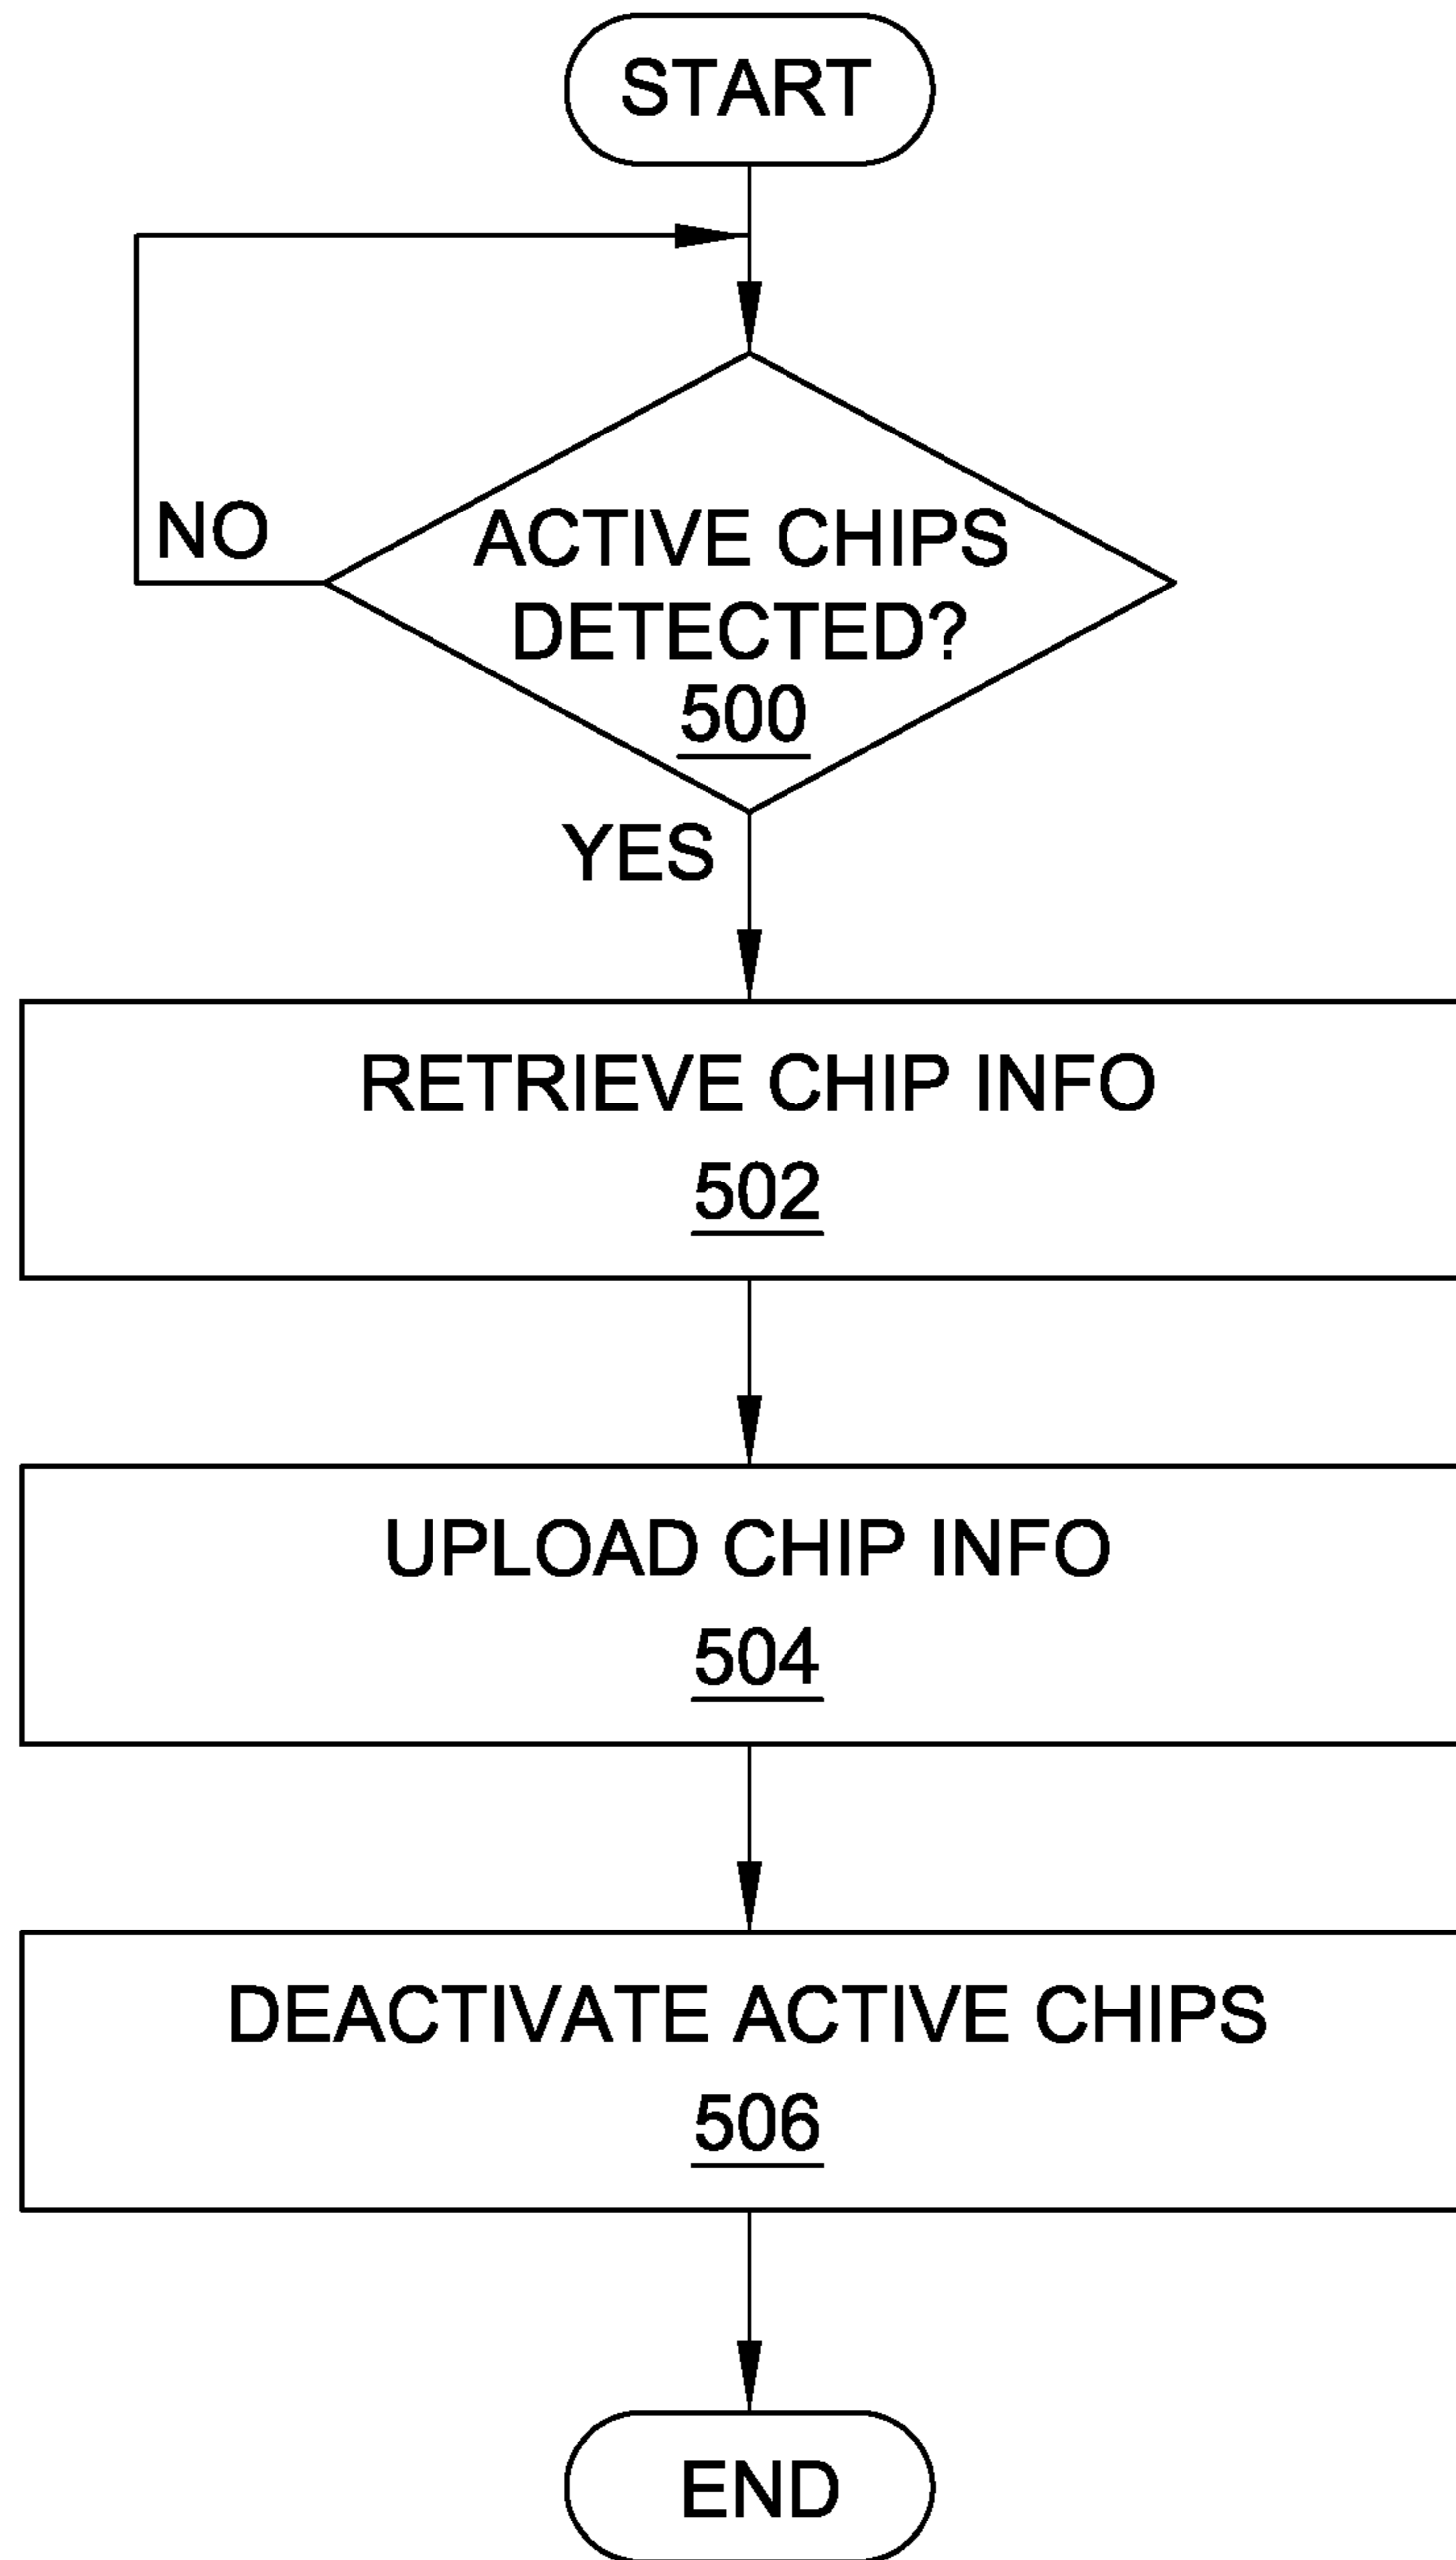 START
NO
ACTIVE CHIPS
DETECTED?
500
YES
RETRIEVE CHIP INFO
502
UPLOAD CHIP INFO
504
DEACTIVATE ACTIVE CHIPS
506
END